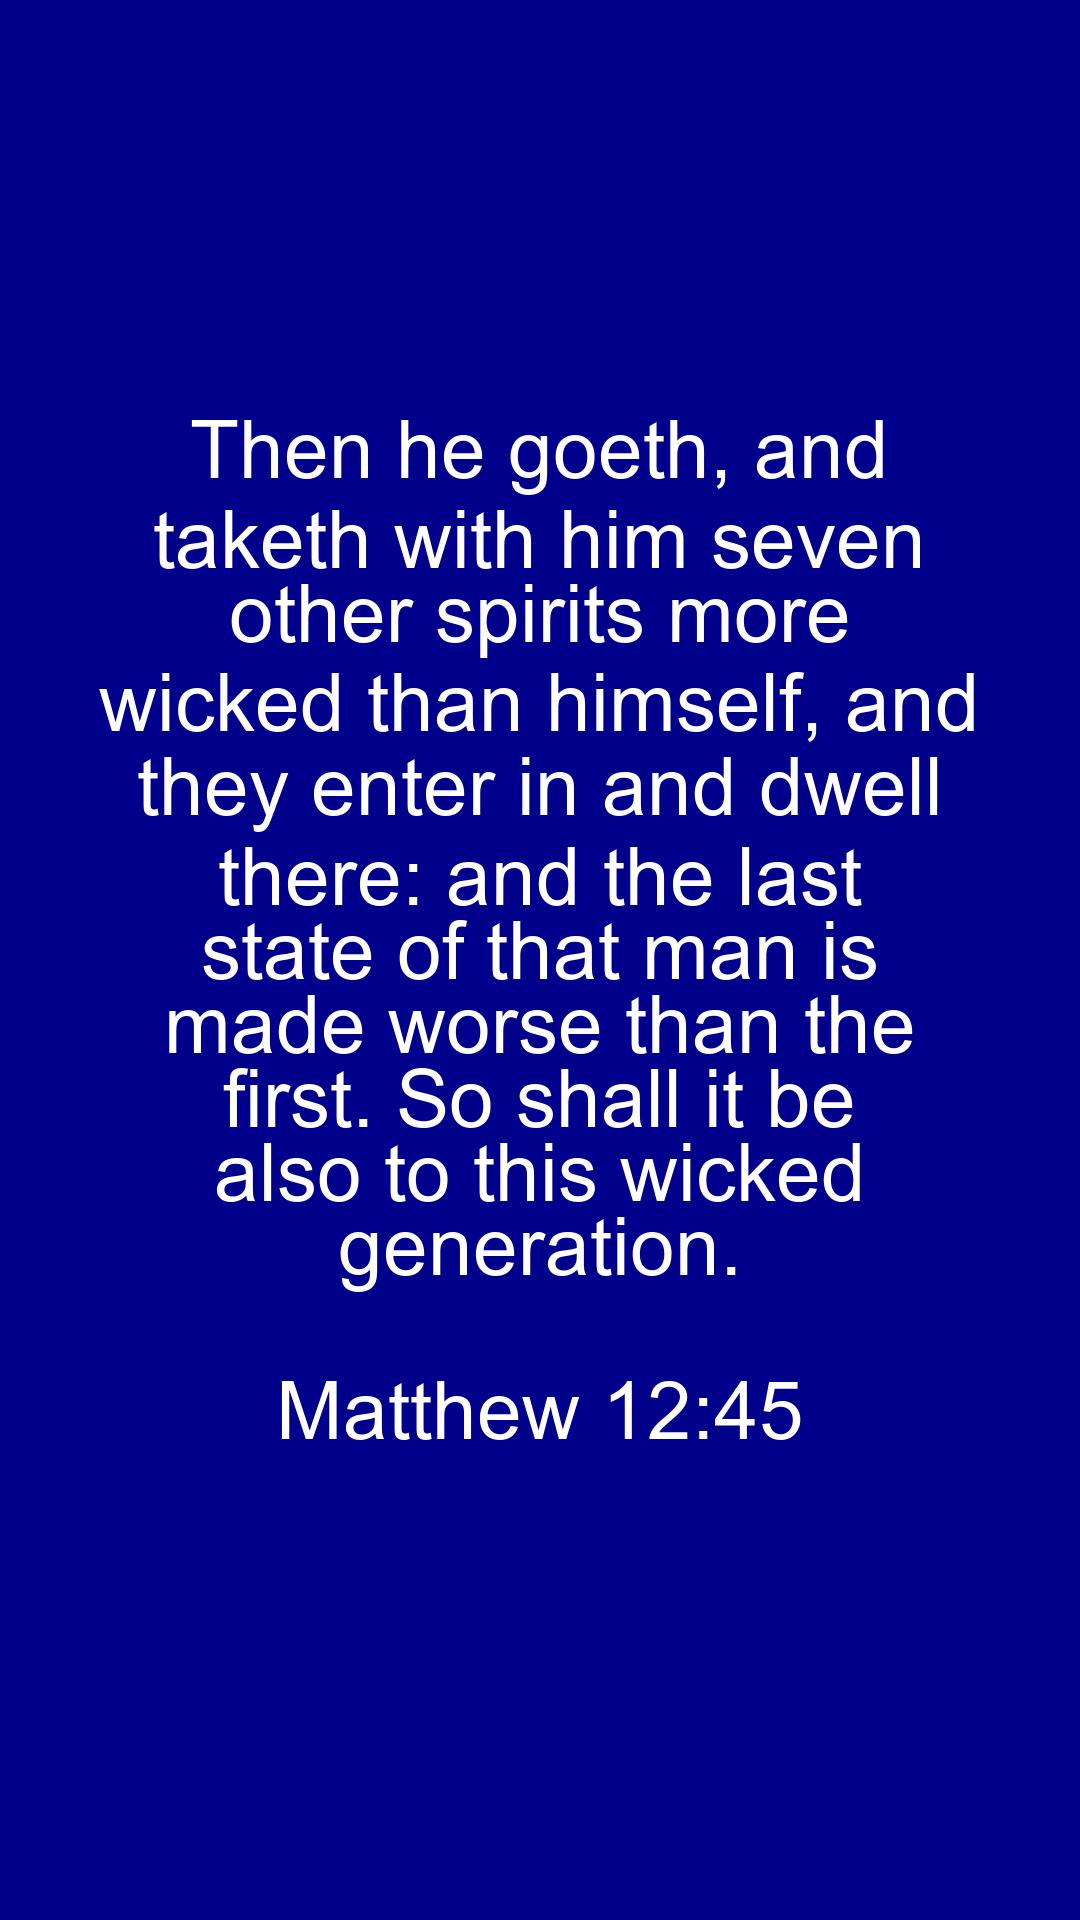 Then he goeth, and
taketh with him seven
other spirits more
wicked than himself, and
they enter in and dwell
there: and the last
state of that man is
made worse than the
first. So shall it be
also to this wicked
generation.
Matthew 12:45